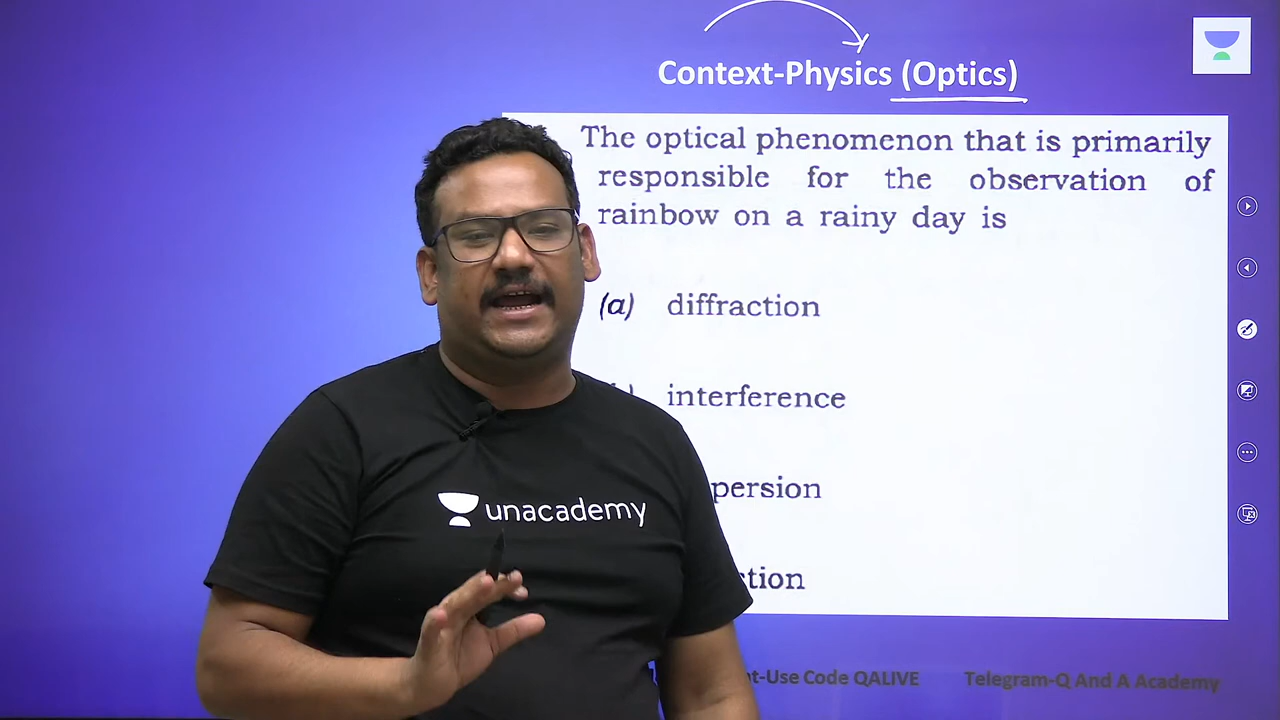 Context-Physics (Optics)
The optical phenomenon that is primarily
responsible for the observation of
rainbow on a rainy day is
(a) diffraction
interference
persion
ction
unacademy
nt-Use Code QALIVE
Telegram-Q And A Academy